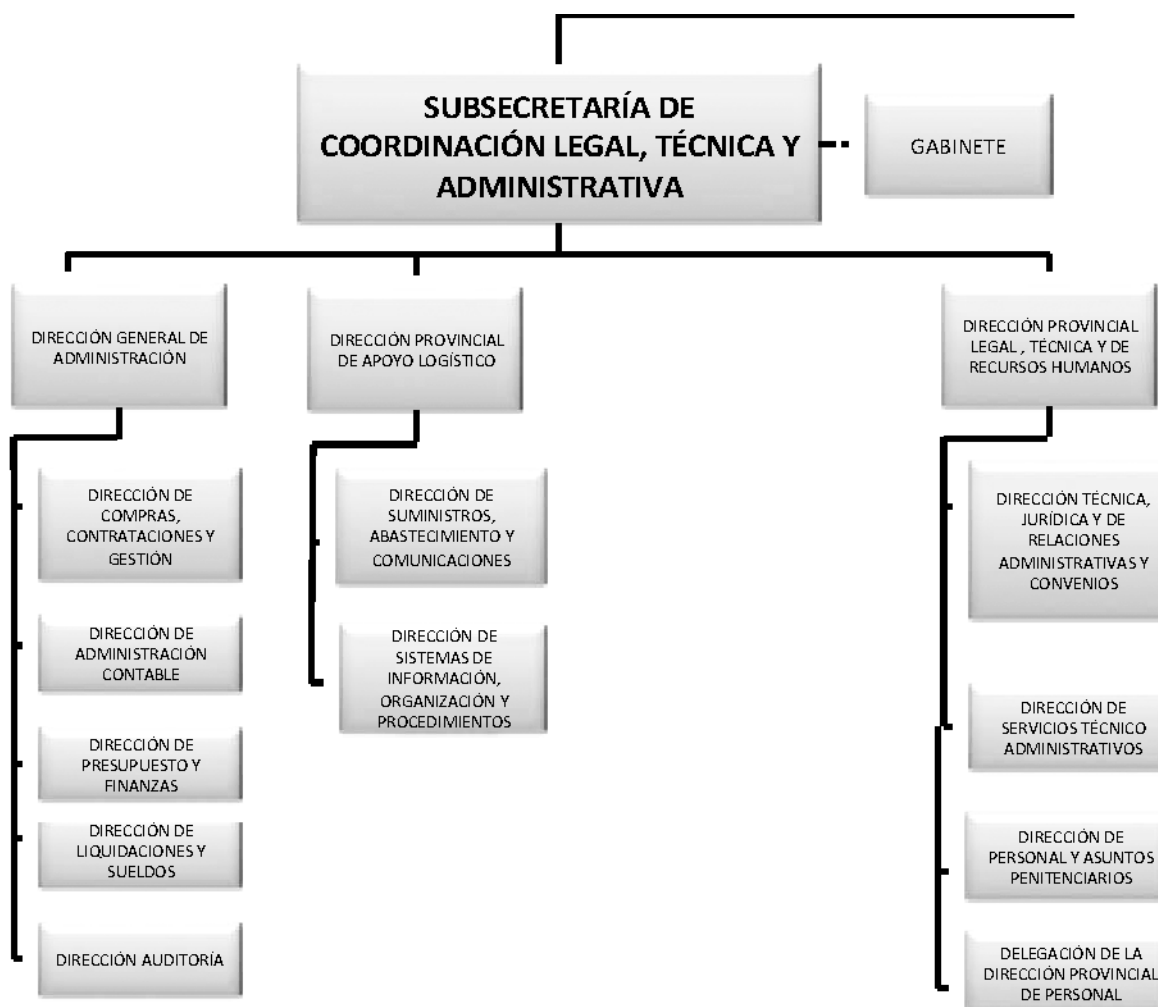 SUBSECRETARÍA DE
COORDINACIÓN LEGAL, TÉCNICA Y
ADMINISTRATIVA
GABINETE
DIRECCIÓN GENERAL DE
ADMINISTRACIÓN
DIRECCIÓN PROVINCIAL
DE APOYO LOGÍSTICO
DIRECCIÓN PROVINCIAL
LEGAL , TÉCNICA Y DE
RECURSOS HUMANOS
DIRECCIÓN DE
COMPRAS,
CONTRATACIONES Y
GESTIÓN
DIRECCIÓN DE
ADMINISTRACIÓN
CONTABLE
DIRECCIÓN DE
PRESUPUESTO Y
FINANZAS
DIRECCIÓN DE
LIQUIDACIONES Y
SUELDOS
DIRECCIÓN AUDITORÍA
DIRECCIÓN DE
SUMINISTROS,
ABASTECIMIENTO Y
COMUNICACIONES
DIRECCIÓN DE
SISTEMAS DE
INFORMACIÓN,
ORGANIZACIÓN Y
PROCEDIMIENTOS
DIRECCIÓN TÉCNICA,
JURÍDICA Y DE
RELACIONES
ADMINISTRATIVAS Y
CONVENIOS
DIRECCIÓN DE
SERVICIOS TÉCNICO
ADMINISTRATIVOS
DIRECCIÓN DE
PERSONAL Y ASUNTOS
PENITENCIARIOS
DELEGACIÓN DE LA
DIRECCIÓN PROVINCIAL
DE PERSONAL